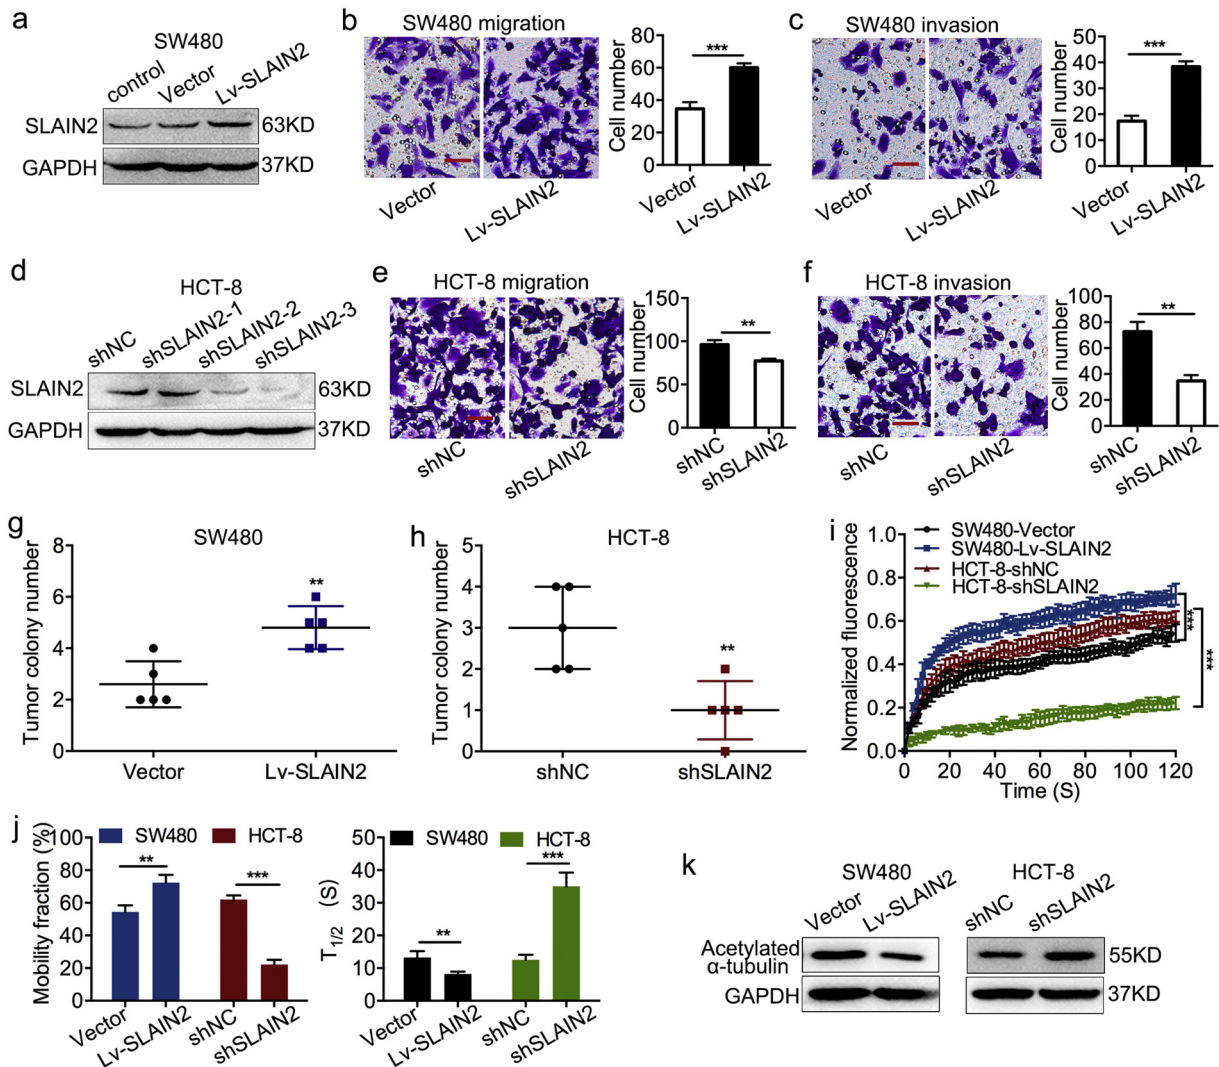 a
SW480
control Vector Lv-SLAIN2
SLAIN2 63KD
GAPDH 37KD
b
SW480 migration
Vector Lv-SLAIN2
Cell number
80
60
40
20
0
***
Vector Lv-SLAIN2
c
SW480 invasion
Vector Lv-SLAIN2
Cell number
50
40
30
20
10
0
***
Vector Lv-SLAIN2
d
HCT-8
shNC shSLAIN2-1 shSLAIN2-2 shSLAIN2-3
SLAIN2 63KD
GAPDH 37KD
e
HCT-8 migration
shNC shSLAIN2
Cell number
150
100
50
0
**
shNC shSLAIN2
f
HCT-8 invasion
shNC shSLAIN2
Cell number
100
80
60
40
20
0
**
shNC shSLAIN2
g
SW480
Tumor colony number
8
6
4
2
0
**
Vector Lv-SLAIN2
h
HCT-8
Tumor colony number
5
4
3
2
1
0
**
shNC shSLAIN2
i
SW480-Vector
SW480-Lv-SLAIN2
HCT-8-shNC
HCT-8-shSLAIN2
Normalized fluorescence
1.0
0.8
0.6
0.4
0.2
0.0
***
***
0 20 40 60 80 100 120
Time (S)
j
SW480 HCT-8
Mobility fraction (%)
100
80
60
40
20
0
** ***
Vector Lv-SLAIN2 shNC shSLAIN2
SW480 HCT-8
T1/2 (S)
50
40
30
20
10
0
** ***
Vector Lv-SLAIN2 shNC shSLAIN2
k
SW480 HCT-8
Vector Lv-SLAIN2 shNC shSLAIN2
Acetylated
α-tubulin 55KD
GAPDH 37KD